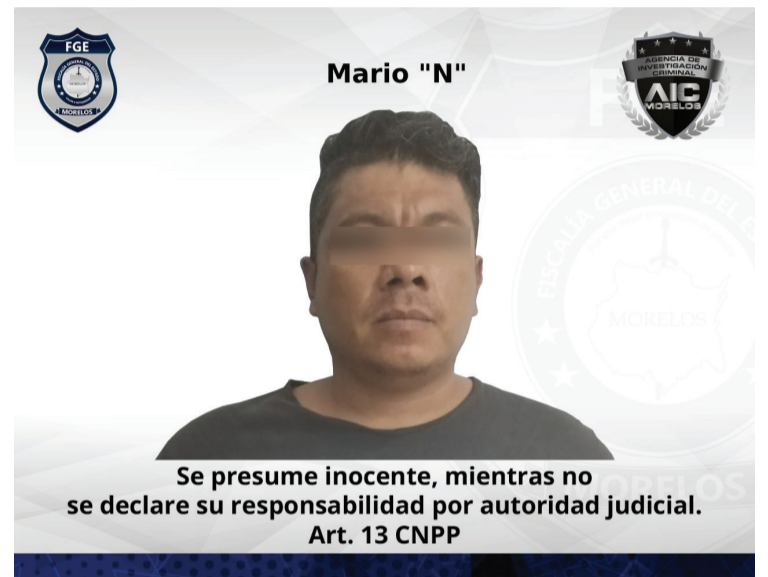 FGE
MORELOS
Mario "N"
AGENCIA DE
INVESTIGACIÓN
CRIMINAL
AIC
MORELOS
FISCALÍA GENERAL DEL E
MORELOS
Se presume inocente, mientras no
se declare su responsabilidad por autoridad judicial.
Art. 13 CNPP
MORELOS